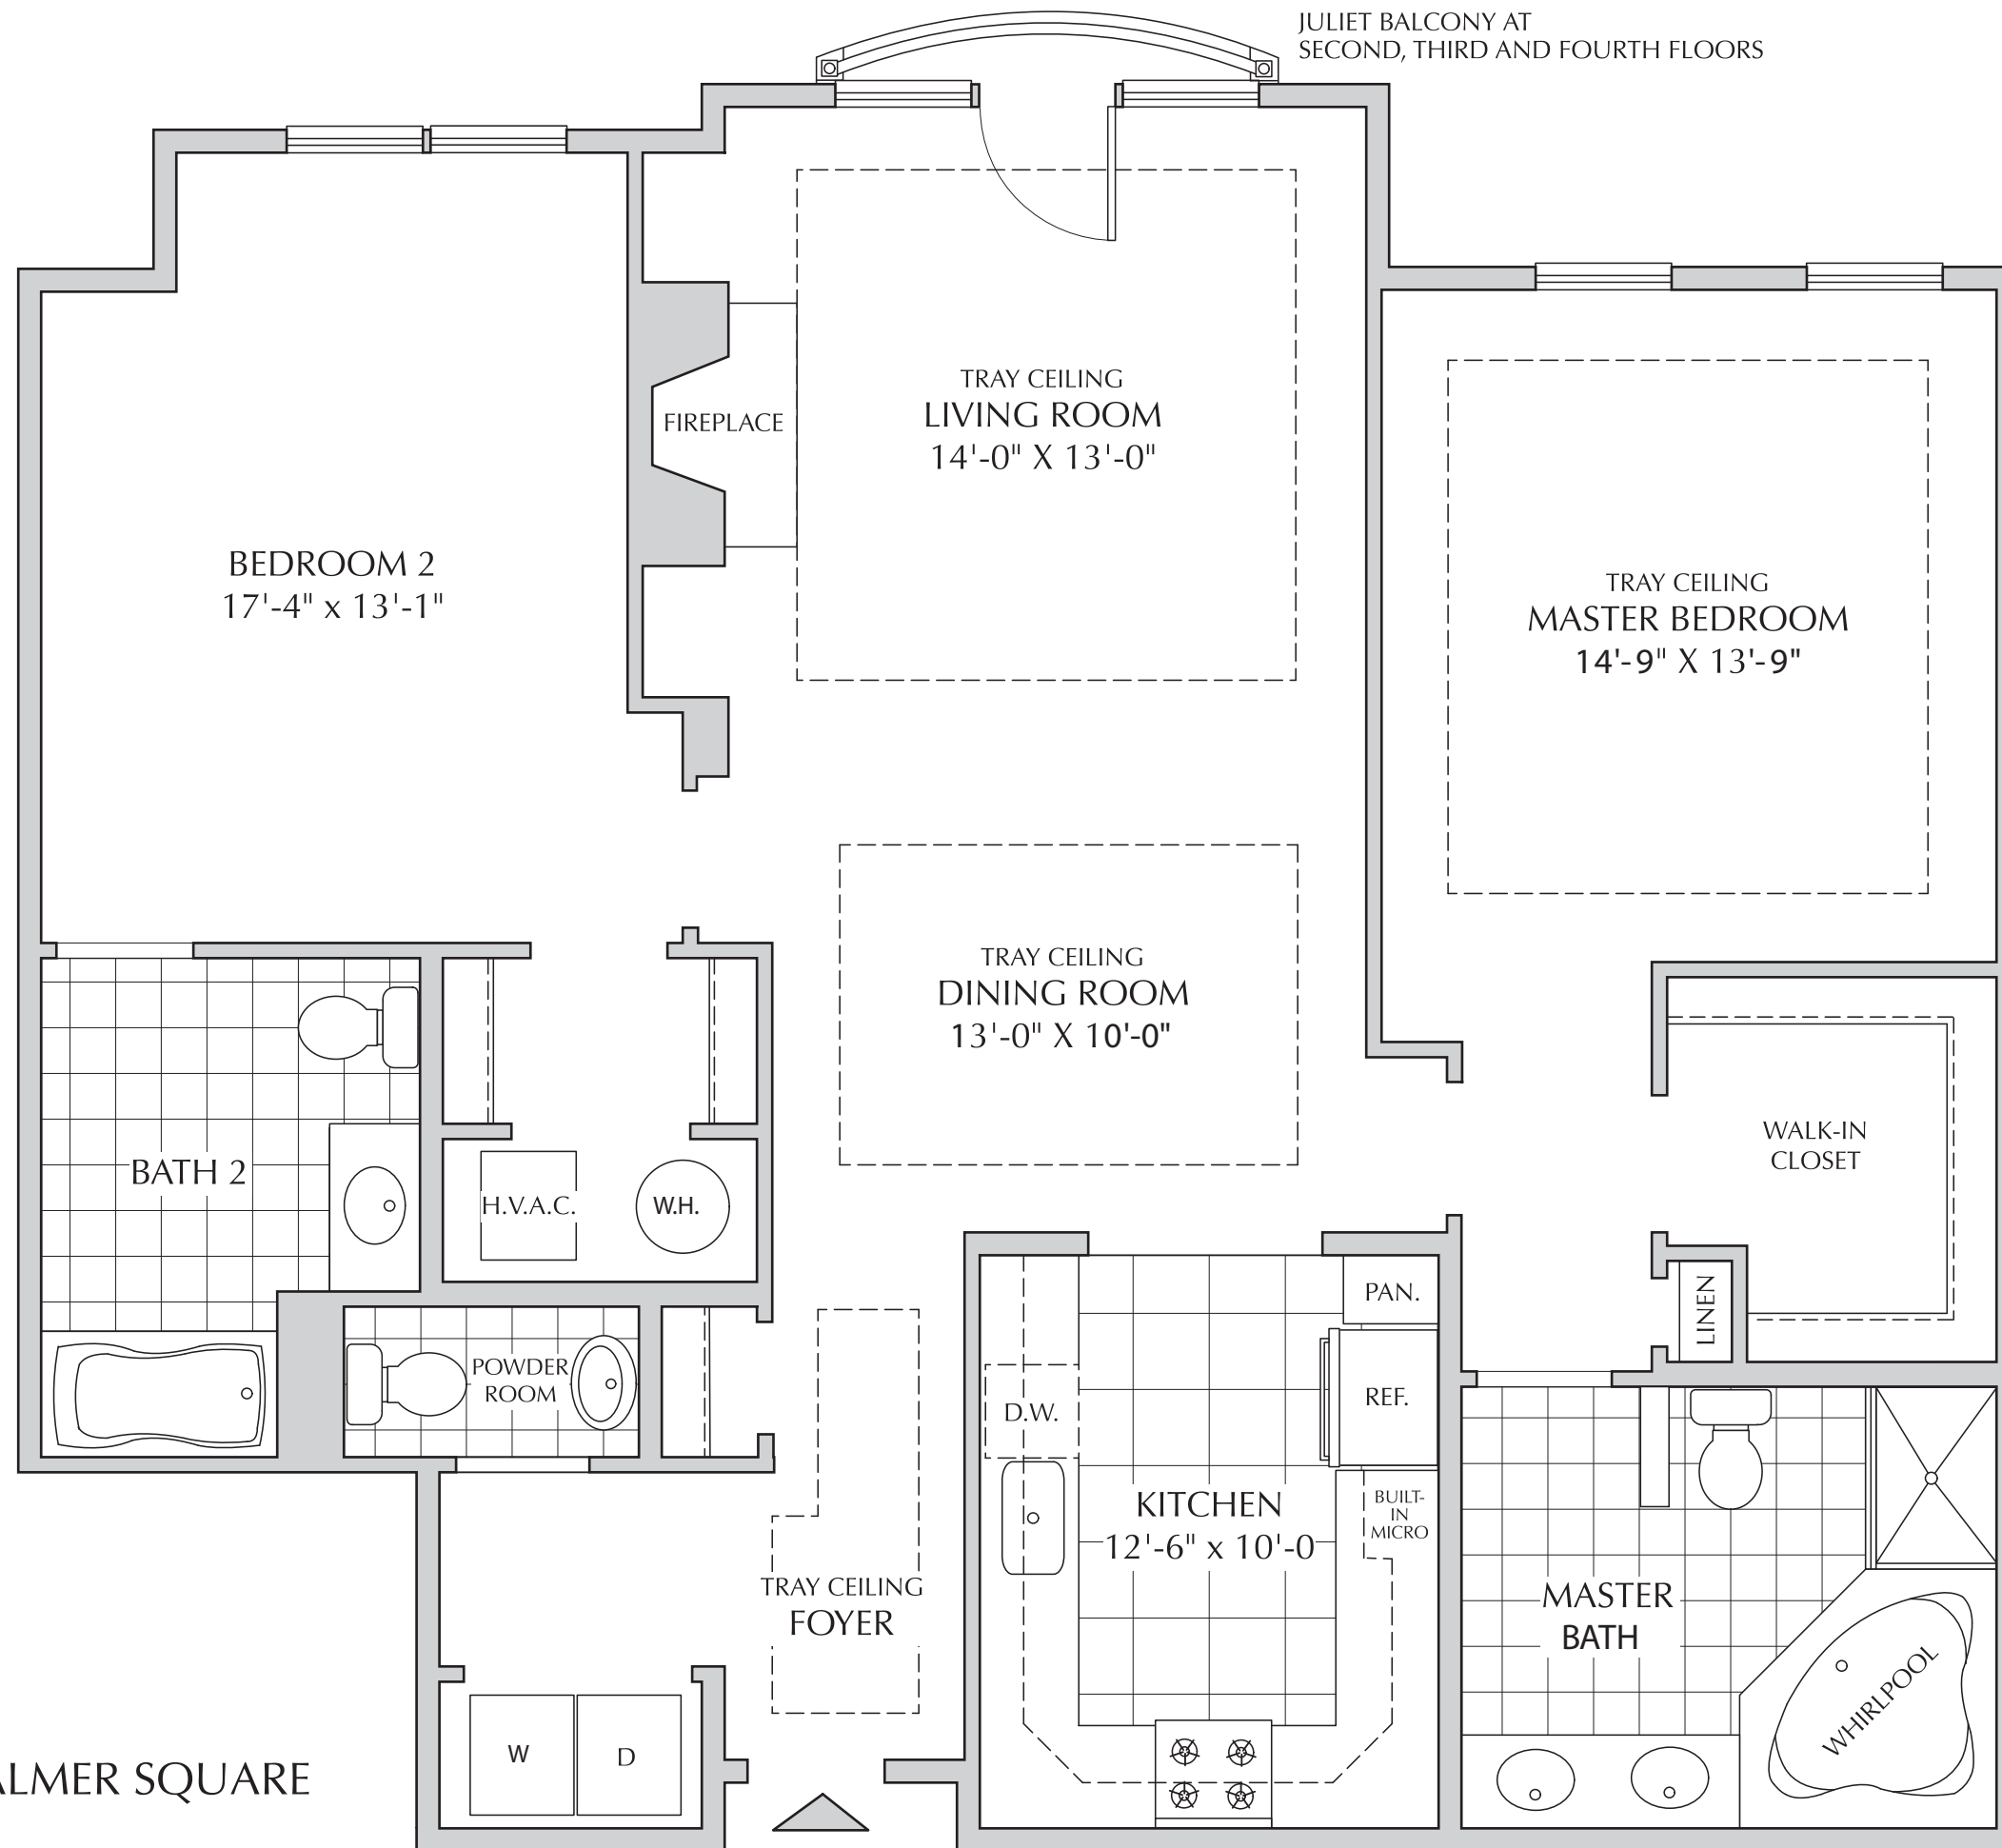 JULIET BALCONY AT
SECOND, THIRD AND FOURTH FLOORS
TRAY CEILING
LIVING ROOM
14'-0" X 13'-0"
FIREPLACE
BEDROOM 2
17'-4" x 13'-1"
TRAY CEILING
MASTER BEDROOM
14'-9" X 13'-9"
TRAY CEILING
DINING ROOM
13'-0" X 10'-0"
WALK-IN
CLOSET
BATH 2
H.V.A.C.
W.H.
LINEN
PAN.
POWDER
ROOM
D.W.
REF.
KITCHEN
12'-6" x 10'-0
BUILT-
IN
MICRO
TRAY CEILING
FOYER
MASTER
BATH
WHIRLPOOL
W
D
ALMER SQUARE